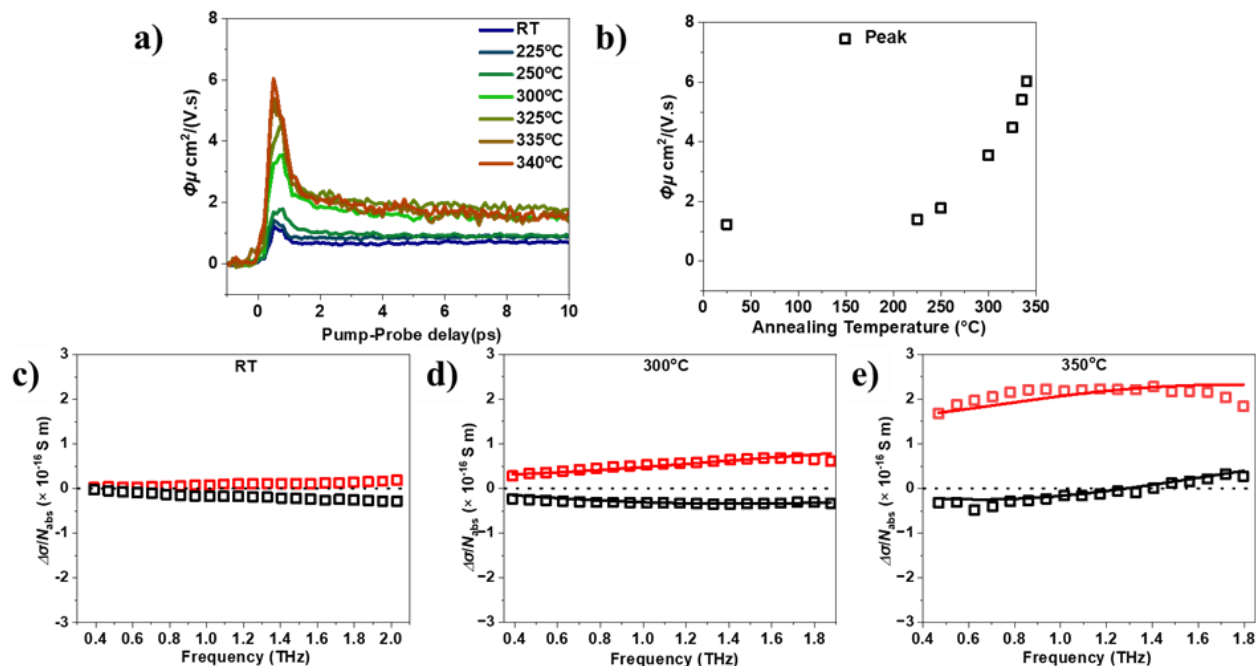 a)
8
6
4
2
0
Φμ cm²/(V.s)
RT
225ºC
250ºC
300ºC
325ºC
335ºC
340ºC
0 2 4 6 8 10
Pump-Probe delay(ps)
b)
8
6
4
2
0
Φμ cm²/(V.s)
Peak
0 50 100 150 200 250 300 350
Annealing Temperature (°C)
c)
RT
3
2
1
0
-1
-2
-3
Δσ/Nabs (× 10⁻¹⁶ S m)
0.4 0.6 0.8 1.0 1.2 1.4 1.6 1.8 2.0
Frequency (THz)
d)
300ºC
3
2
1
0
-1
-2
-3
Δσ/Nabs (× 10⁻¹⁶ S m)
0.4 0.6 0.8 1.0 1.2 1.4 1.6 1.8
Frequency (THz)
e)
350ºC
3
2
1
0
−1
−2
−3
Δσ/Nabs (× 10⁻¹⁶ S m)
0.4 0.6 0.8 1.0 1.2 1.4 1.6 1.8
Frequency (THz)